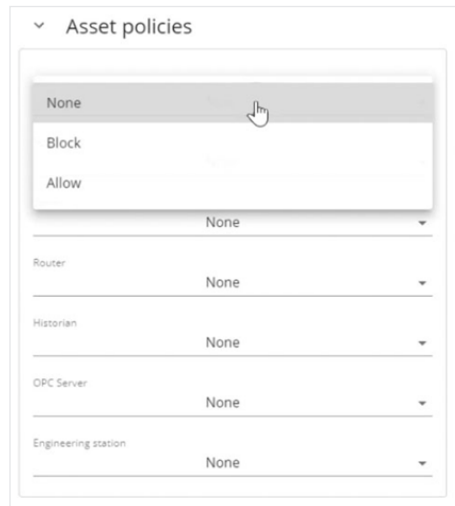 Asset policies
None
Block
Allow
None
Router
None
Historian
None
OPC Server
None
Engineering station
None